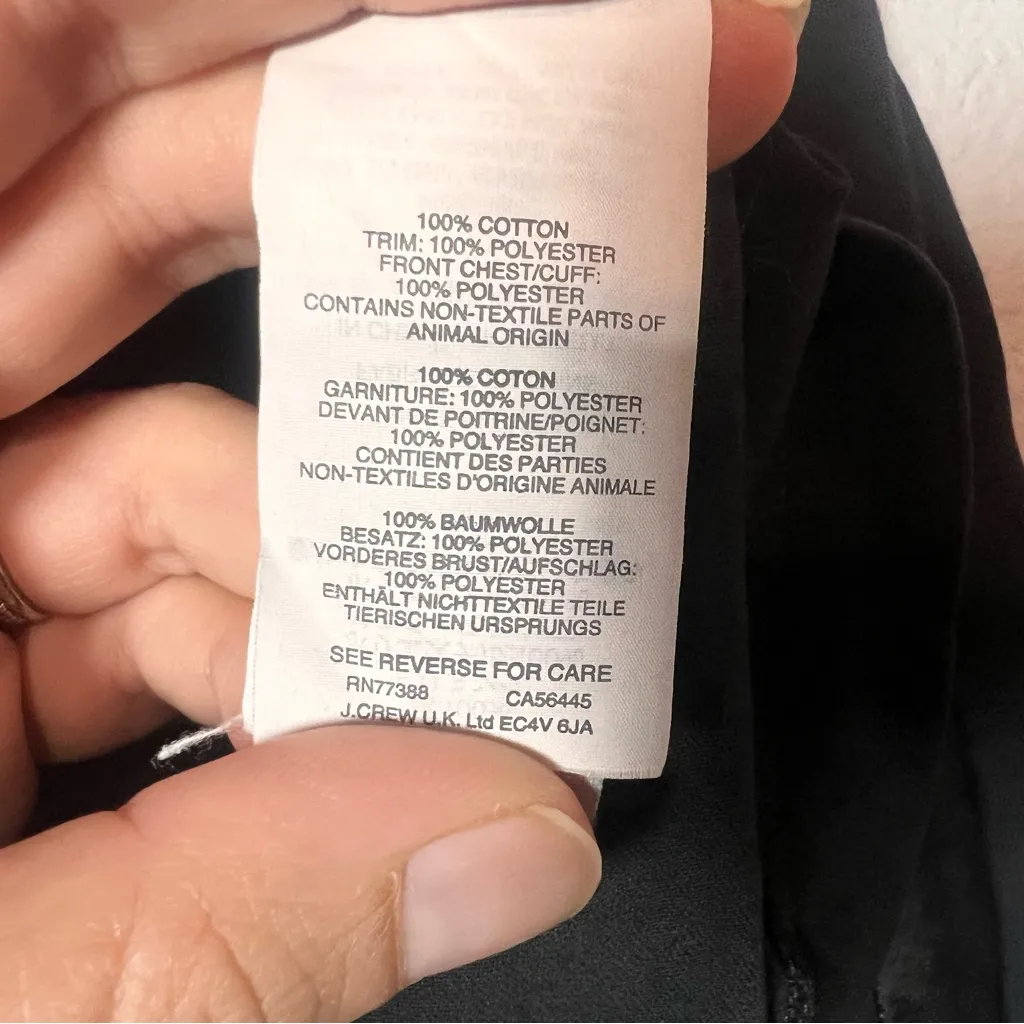 100% COTTON
TRIM: 100% POLYESTER
FRONT CHEST/CUFF:
100% POLYESTER
CONTAINS NON-TEXTILE PARTS OF
ANIMAL ORIGIN
100% COTON
GARNITURE: 100% POLYESTER
DEVANT DE POITRINE/POIGNET:
100% POLYESTER
CONTIENT DES PARTIES
NON-TEXTILES D'ORIGINE ANIMALE
100% BAUMWOLLE
BESATZ: 100% POLYESTER
VORDERES BRUST/AUFSCHLAG:
100% POLYESTER
ENTHÄLT NICHTTEXTILE TEILE
TIERISCHEN URSPRUNGS
SEE REVERSE FOR CARE
RN77388 CA56445
J.CREW U.K. Ltd EC4V 6JA